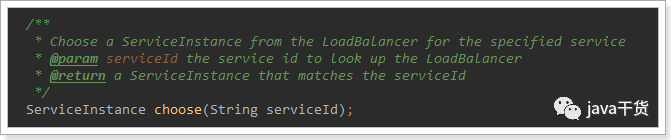 /**
 * Choose a ServiceInstance from the LoadBalancer for the specified service
 * @param serviceId the service id to look up the LoadBalancer
 * @return a ServiceInstance that matches the serviceId
 */
ServiceInstance choose(String serviceId);
java干货